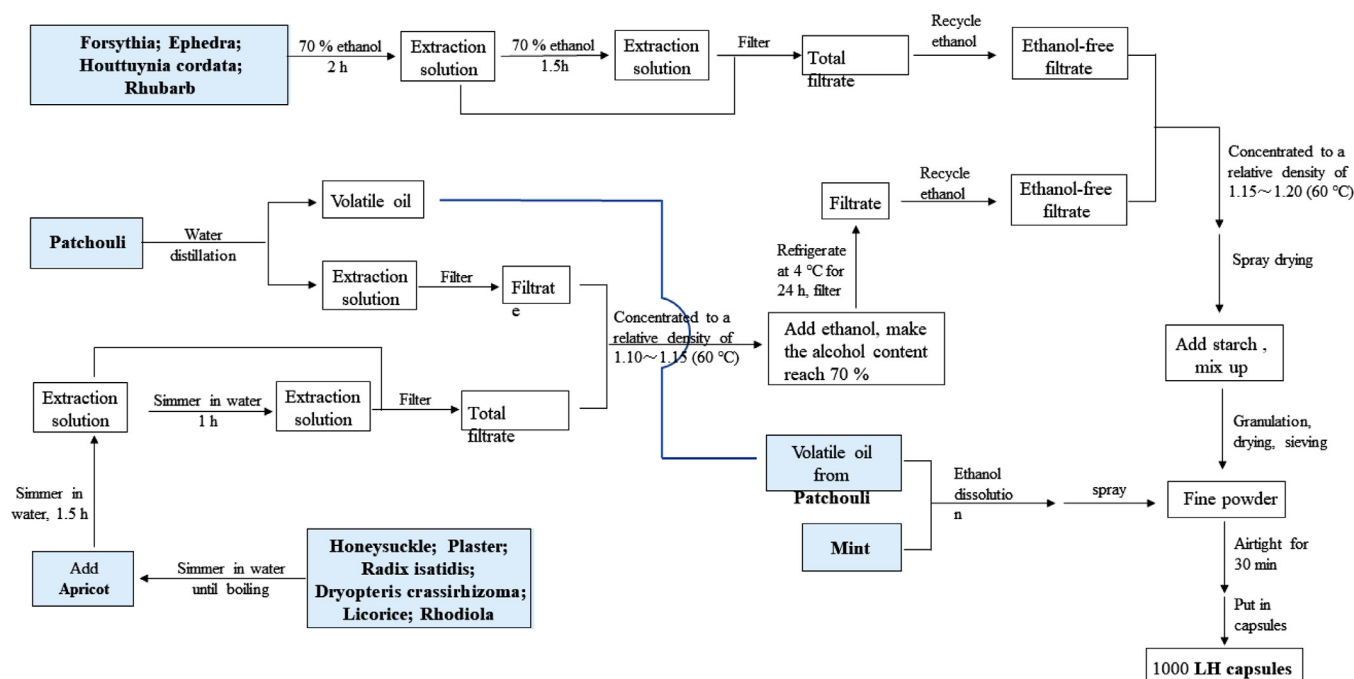 Forsythia; Ephedra;
Houttuynia cordata;
Rhubarb
70 % ethanol
2 h
Extraction
solution
70 % ethanol
1.5h
Extraction
solution
Filter
Total
filtrate
Recycle
ethanol
Ethanol-free
filtrate
Concentrated to a
relative density of
1.15～1.20 (60 ℃)
Patchouli
Water
distillation
Volatile oil
Extraction
solution
Filter
Filtrat
e
Concentrated to a
relative density of
1.10～1.15 (60 ℃)
Filtrate
Recycle
ethanol
Ethanol-free
filtrate
Refrigerate
at 4 ℃ for
24 h, filter
Add ethanol, make
the alcohol content
reach 70 %
Spray drying
Add starch ,
mix up
Extraction
solution
Simmer in water
1 h
Extraction
solution
Filter
Total
filtrate
Granulation,
drying, sieving
Volatile oil
from
Patchouli
Mint
Ethanol
dissolutio
n
spray
Fine powder
Simmer in
water, 1.5 h
Add
Apricot
Simmer in water
until boiling
Honeysuckle; Plaster;
Radix isatidis;
Dryopteris crassirhizoma;
Licorice; Rhodiola
Airtight for
30 min
Put in
capsules
1000 LH capsules